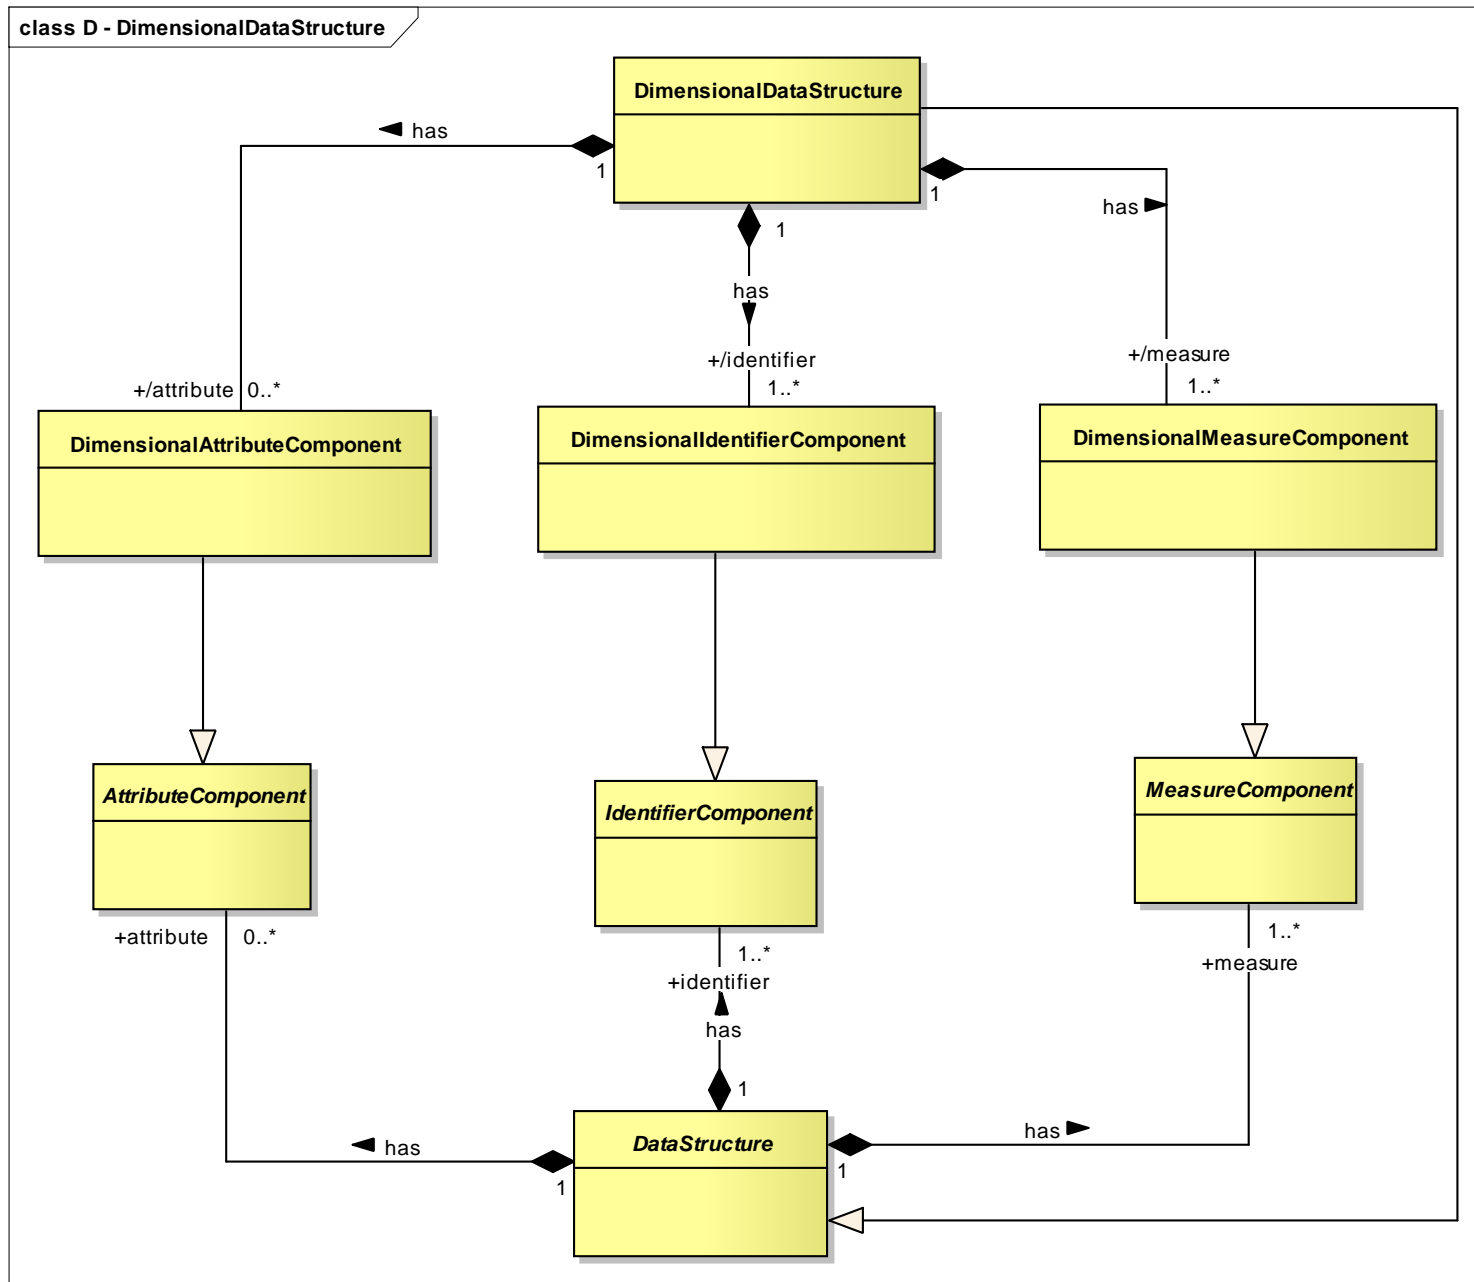 class D - DimensionalDataStructure
DimensionalDataStructure
has
1
1
1
has
has
+/identifier
1..*
+/measure
1..*
+/attribute 0..*
DimensionalAttributeComponent
DimensionalIdentifierComponent
DimensionalMeasureComponent
AttributeComponent
IdentifierComponent
MeasureComponent
+attribute 0..*
1..*
+identifier
1..*
+measure
has
1
has
1
has
1
DataStructure